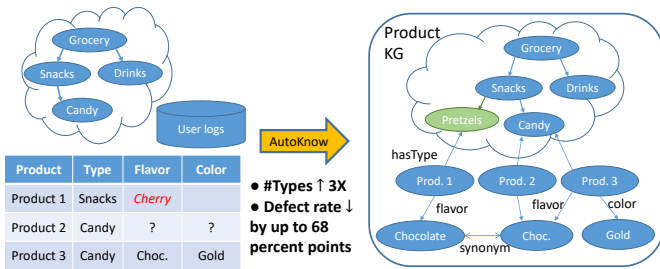 Grocery
Snacks
Drinks
Candy
User logs
Product Type Flavor Color
Product 1 Snacks Cherry
Product 2 Candy ? ?
Product 3 Candy Choc. Gold
AutoKnow
● #Types ↑ 3X
● Defect rate ↓
by up to 68
percent points
Product
KG
Grocery
Snacks
Drinks
Pretzels
Candy
hasType
Prod. 1
Prod. 2
Prod. 3
flavor
flavor
color
Chocolate
synonym
Choc.
Gold